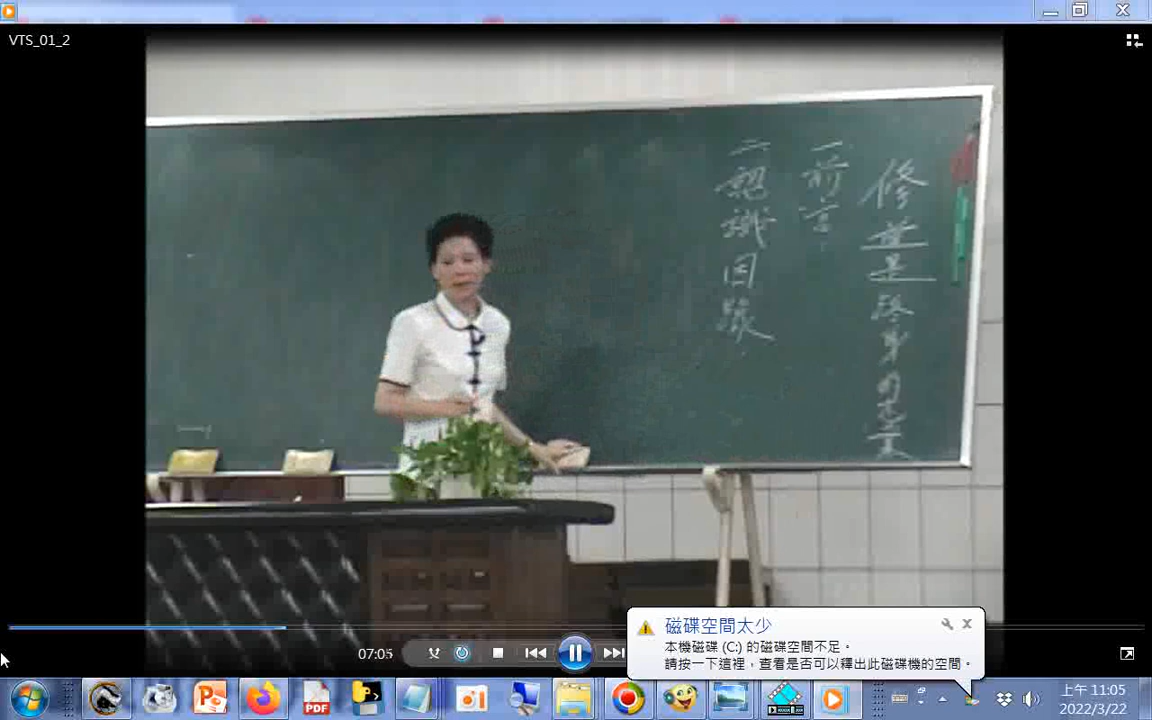 VTS_01_2
修道是終身的志業
一前言
二認識因緣
07:05
磁碟空間太少
本機磁碟 (C:) 的磁碟空間不足。
請按一下這裡，查看是否可以釋出此磁碟機的空間。
PDF
上午 11:05
2022/3/22